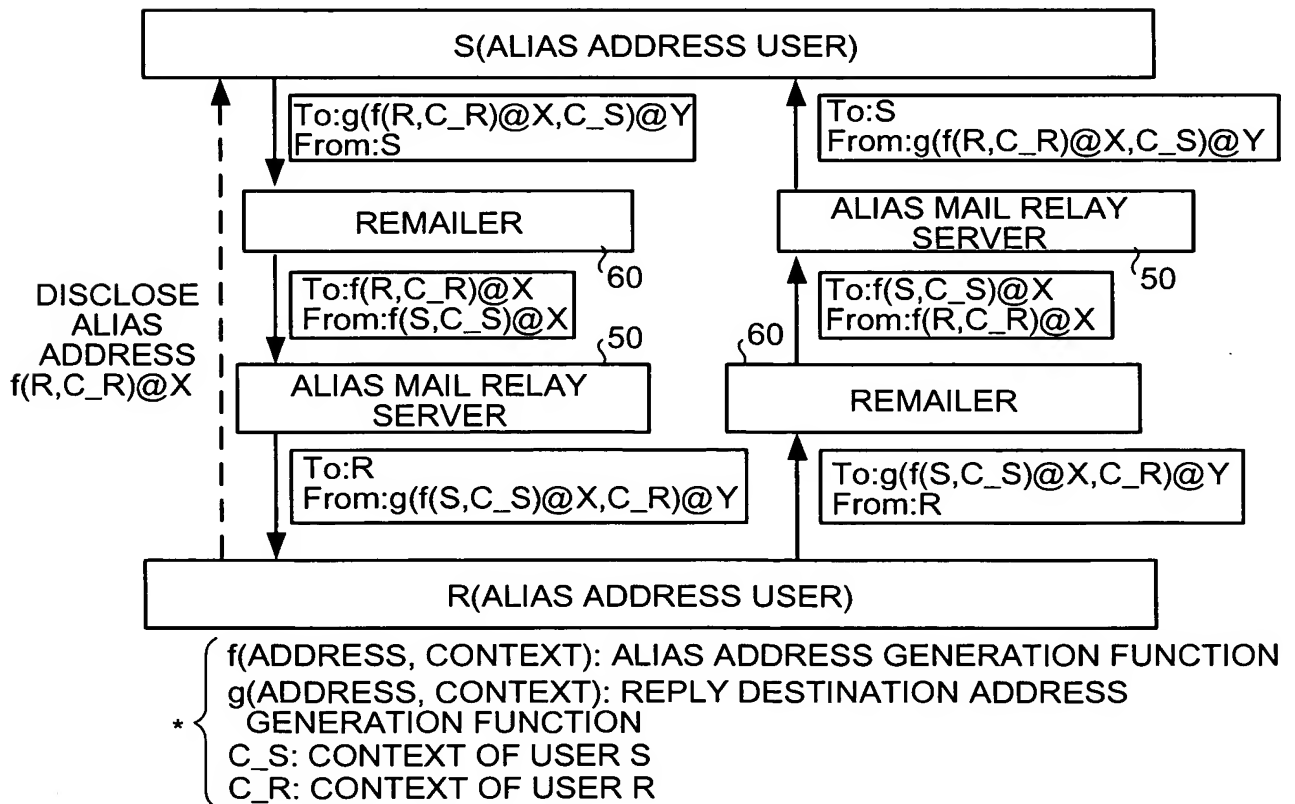 S(ALIAS ADDRESS USER)
To:g(f(R,C_R)@X,C_S)@Y
From:S
To:S
From:g(f(R,C_R)@X,C_S)@Y
REMAILER
60
ALIAS MAIL RELAY
SERVER
50
DISCLOSE
ALIAS
ADDRESS
f(R,C_R)@X
To:f(R,C_R)@X
From:f(S,C_S)@X
To:f(S,C_S)@X
From:f(R,C_R)@X
50
ALIAS MAIL RELAY
SERVER
60
REMAILER
To:R
From:g(f(S,C_S)@X,C_R)@Y
To:g(f(S,C_S)@X,C_R)@Y
From:R
R(ALIAS ADDRESS USER)
* f(ADDRESS, CONTEXT): ALIAS ADDRESS GENERATION FUNCTION
g(ADDRESS, CONTEXT): REPLY DESTINATION ADDRESS
GENERATION FUNCTION
C_S: CONTEXT OF USER S
C_R: CONTEXT OF USER R